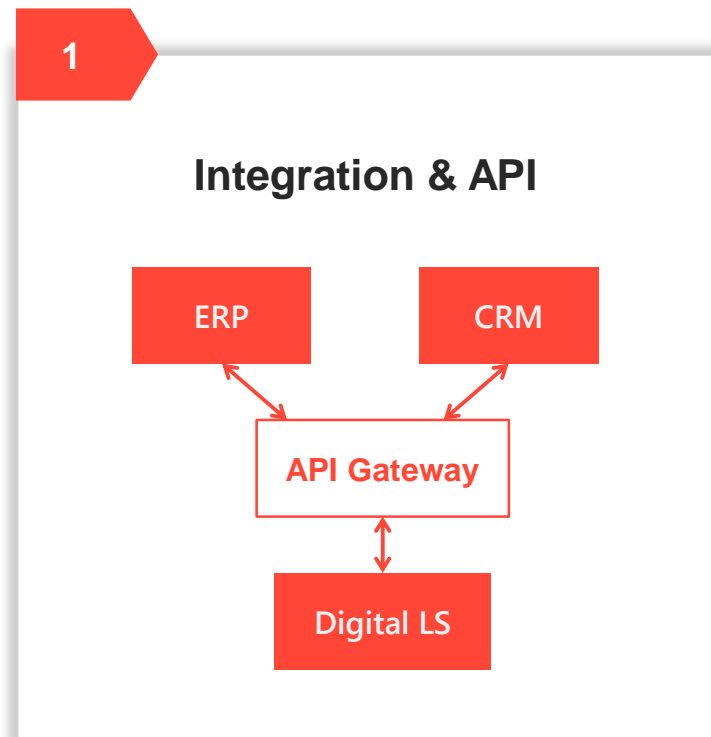 1
Integration & API
ERP
CRM
API Gateway
Digital LS